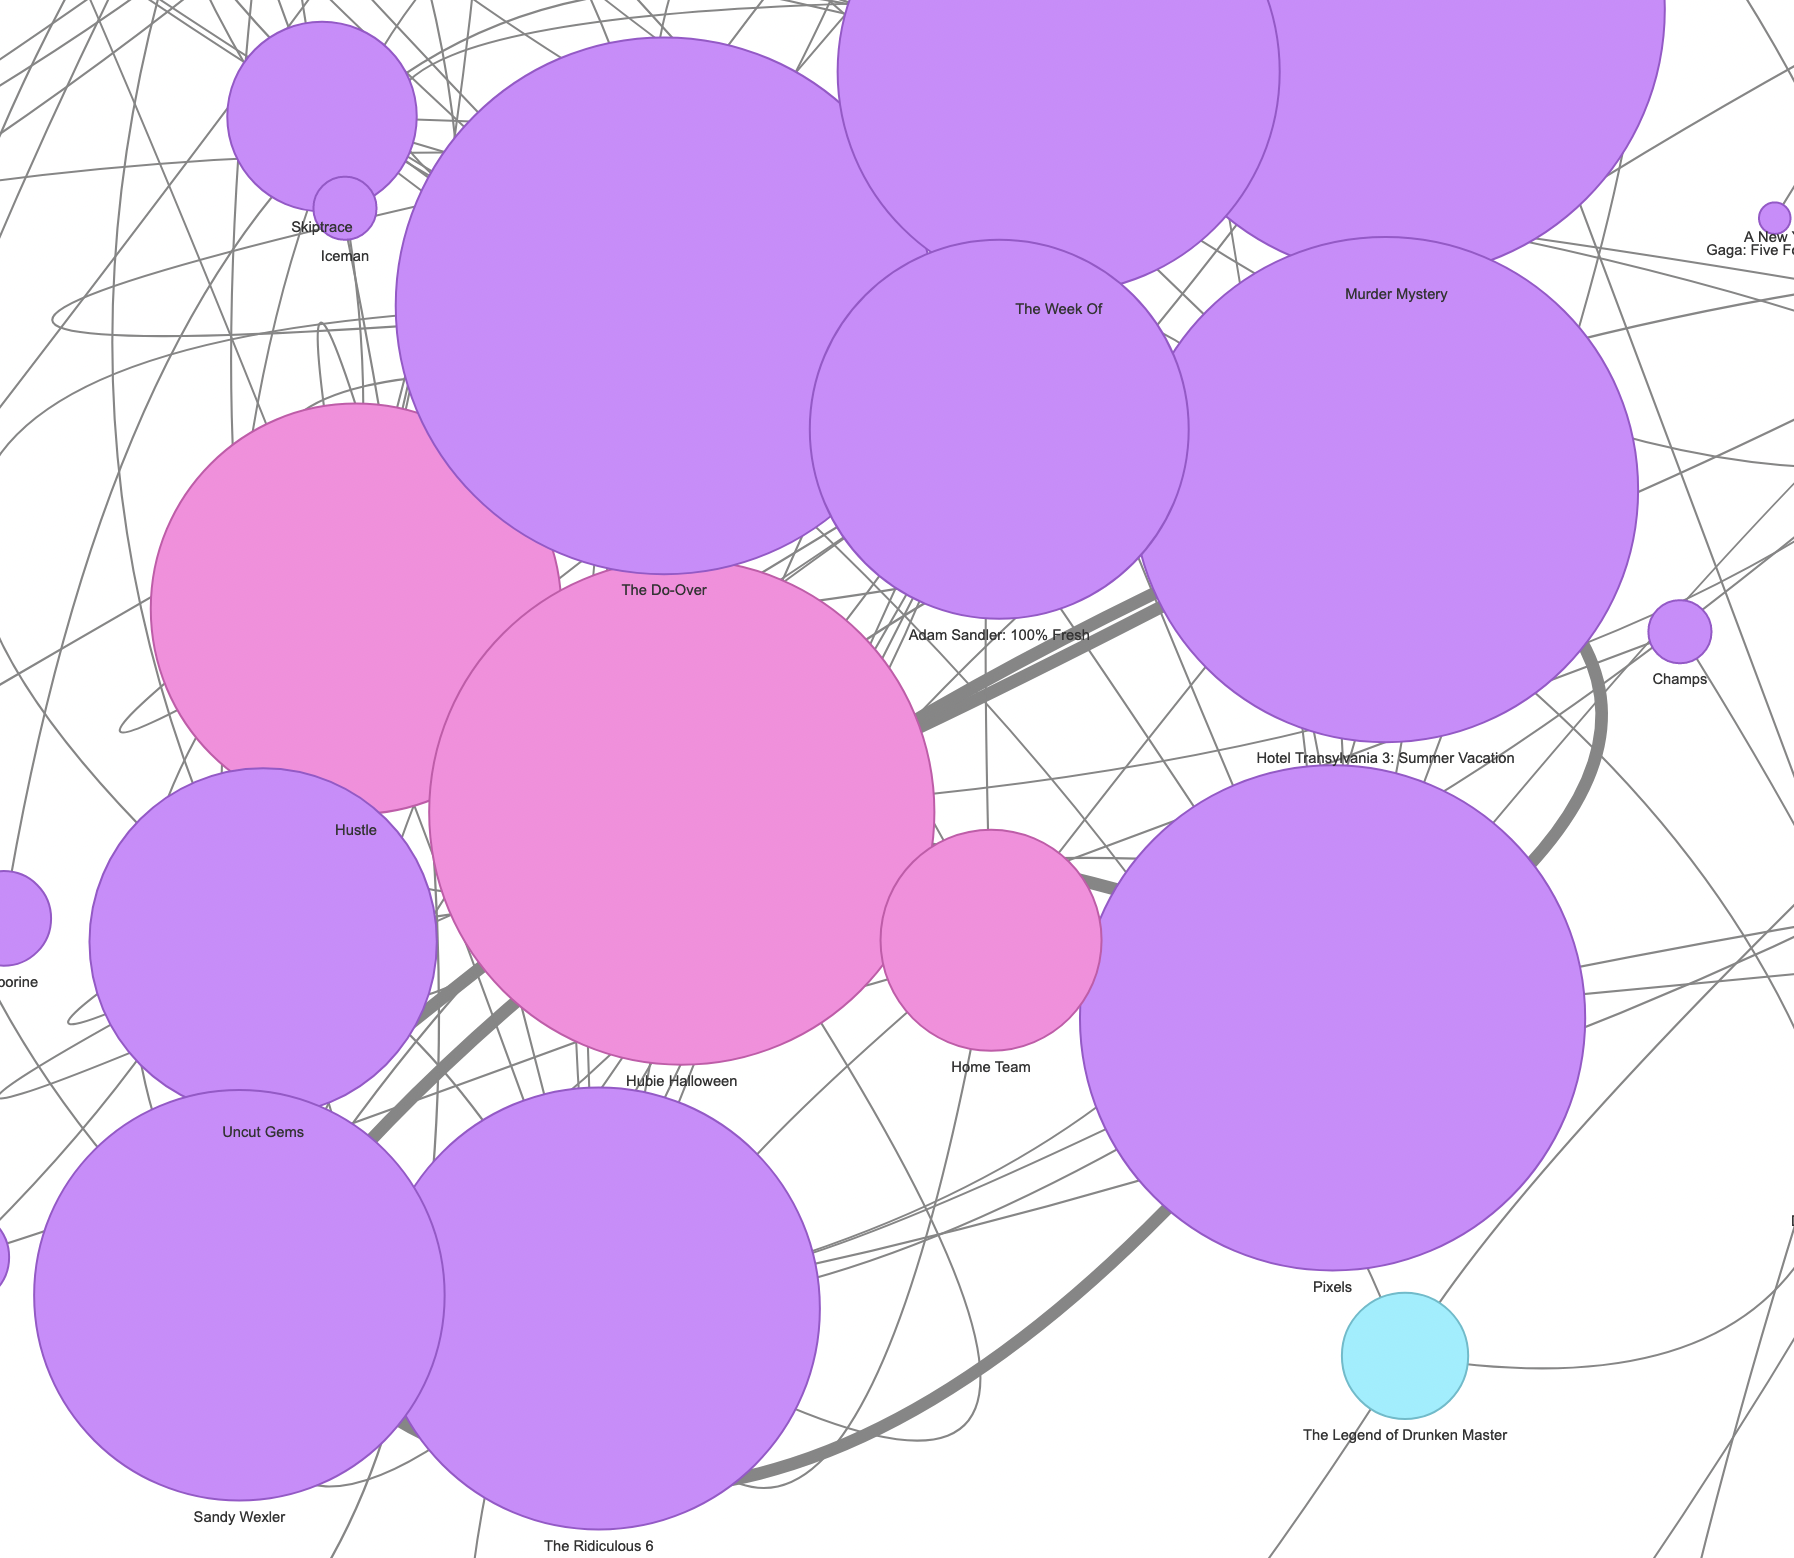 Skiptrace
A New
Gaga: Five Fo
Iceman
Murder Mystery
The Week Of
The Do-Over
Adam Sandler: 100% Fresh
Champs
Hotel Transylvania 3: Summer Vacation
Hustle
borine
Home Team
Hubie Halloween
Uncut Gems
Pixels
The Legend of Drunken Master
Sandy Wexler
The Ridiculous 6